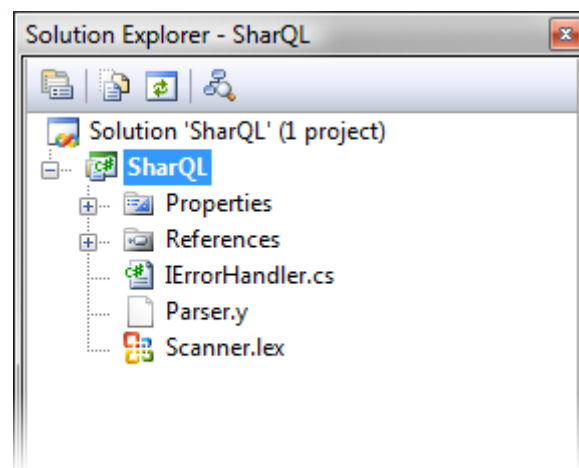 Solution Explorer - SharQL
Solution 'SharQL' (1 project)
SharQL
Properties
References
IErrorHandler.cs
Parser.y
Scanner.lex